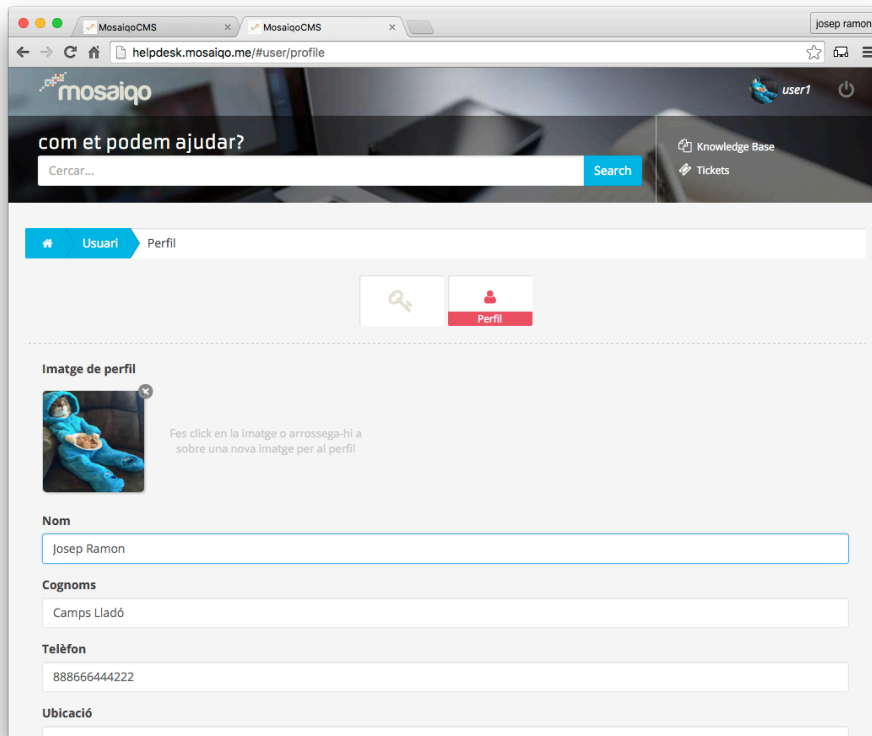 MosaiqoCMS
MosaiqoCMS
josep ramon
helpdesk.mosaiqo.me/#user/profile
mosaiqo
user1
com et podem ajudar?
Cercar...
Search
Knowledge Base
Tickets
Usuari
Perfil
Perfil
Imatge de perfil
Fes click en la imatge o arrossega-hi a
sobre una nova imatge per al perfil
Nom
Josep Ramon
Cognoms
Camps Lladó
Telèfon
888666444222
Ubicació